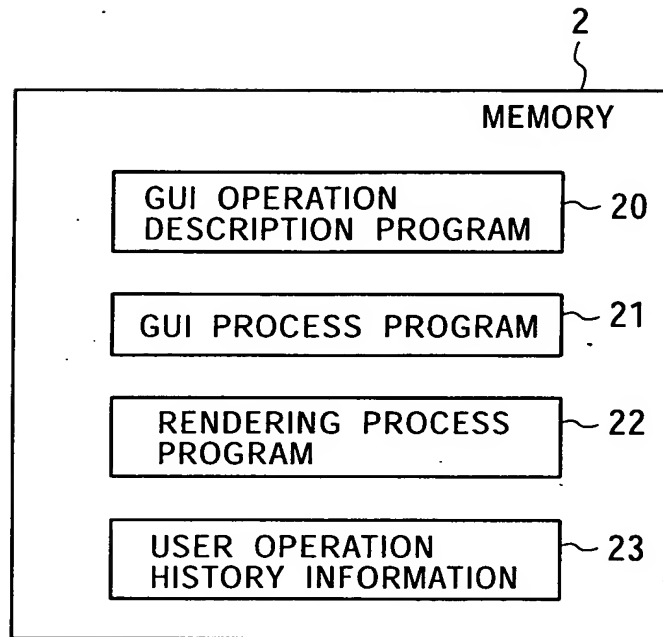 2
MEMORY
GUI OPERATION
DESCRIPTION PROGRAM
20
GUI PROCESS PROGRAM
21
RENDERING PROCESS
PROGRAM
22
USER OPERATION
HISTORY INFORMATION
23